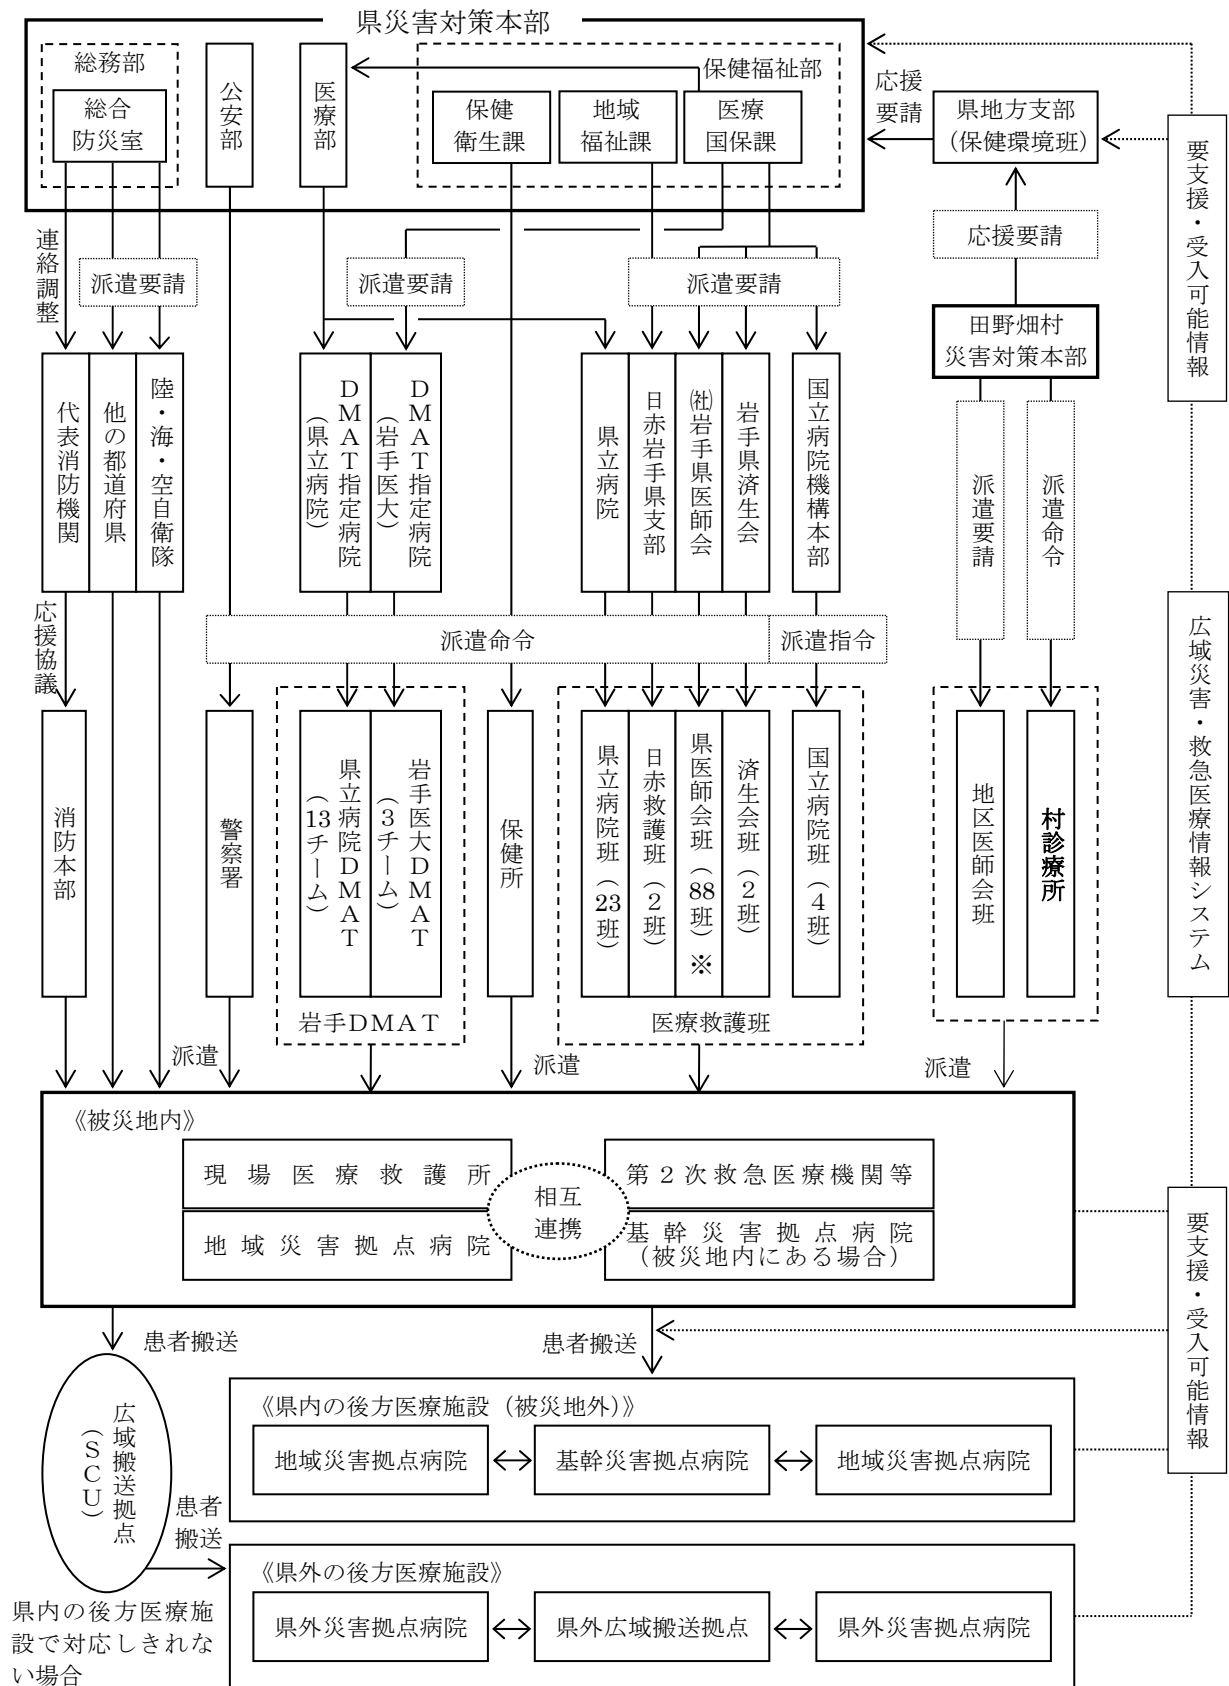 県災害対策本部
総務部
総合
防災室
公安部
医療部
保健福祉部
保健
衛生課
地域
福祉課
医療
国保課
応援
要請
県地方支部
(保健環境班)
要支援・受入可能情報
応援要請
連絡調整
派遣要請
派遣要請
派遣要請
田野畑村
災害対策本部
代表消防機関
他の都道府県
陸・海・空自衛隊
DMAT指定病院
(県立病院)
DMAT指定病院
(岩手医大)
県立病院
日赤岩手県支部
㈳岩手県医師会
岩手県済生会
国立病院機構本部
派遣要請
派遣命令
応援協議
派遣命令
派遣指令
広域災害・救急医療情報システム
消防本部
警察署
県立病院DMAT
(13チーム)
岩手医大DMAT
(3チーム)
岩手DMAT
保健所
県立病院班(23班)
日赤救護班(2班)
県医師会班(88班)※
済生会班(2班)
国立病院班(4班)
医療救護班
地区医師会班
村診療所
派遣
派遣
派遣
《被災地内》
現場医療救護所
第2次救急医療機関等
相互
連携
地域災害拠点病院
基幹災害拠点病院
(被災地内にある場合)
要支援・受入可能情報
患者搬送
患者搬送
広域搬送拠点
(SCU)
《県内の後方医療施設(被災地外)》
地域災害拠点病院
基幹災害拠点病院
地域災害拠点病院
患者
搬送
《県外の後方医療施設》
県外災害拠点病院
県外広域搬送拠点
県外災害拠点病院
県内の後方医療施
設で対応しきれな
い場合